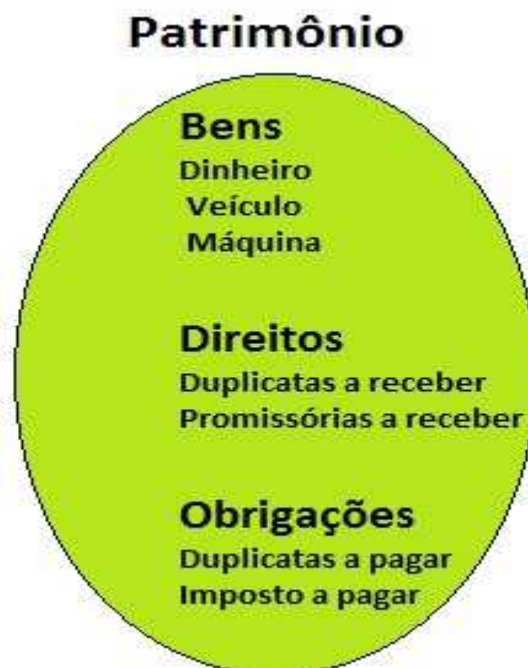 Patrimônio
Bens
Dinheiro
Veículo
Máquina
Direitos
Duplicatas a receber
Promissórias a receber
Obrigações
Duplicatas a pagar
Imposto a pagar